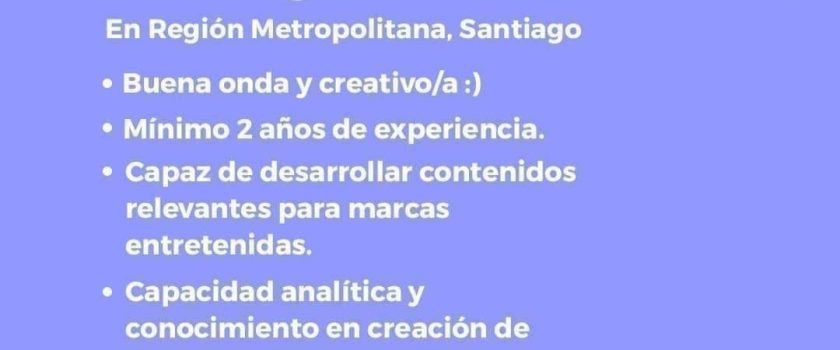 En Región Metropolitana, Santiago
• Buena onda y creativo/a :)
• Mínimo 2 años de experiencia.
• Capaz de desarrollar contenidos
relevantes para marcas
entretenidas.
• Capacidad analítica y
conocimiento en creación de